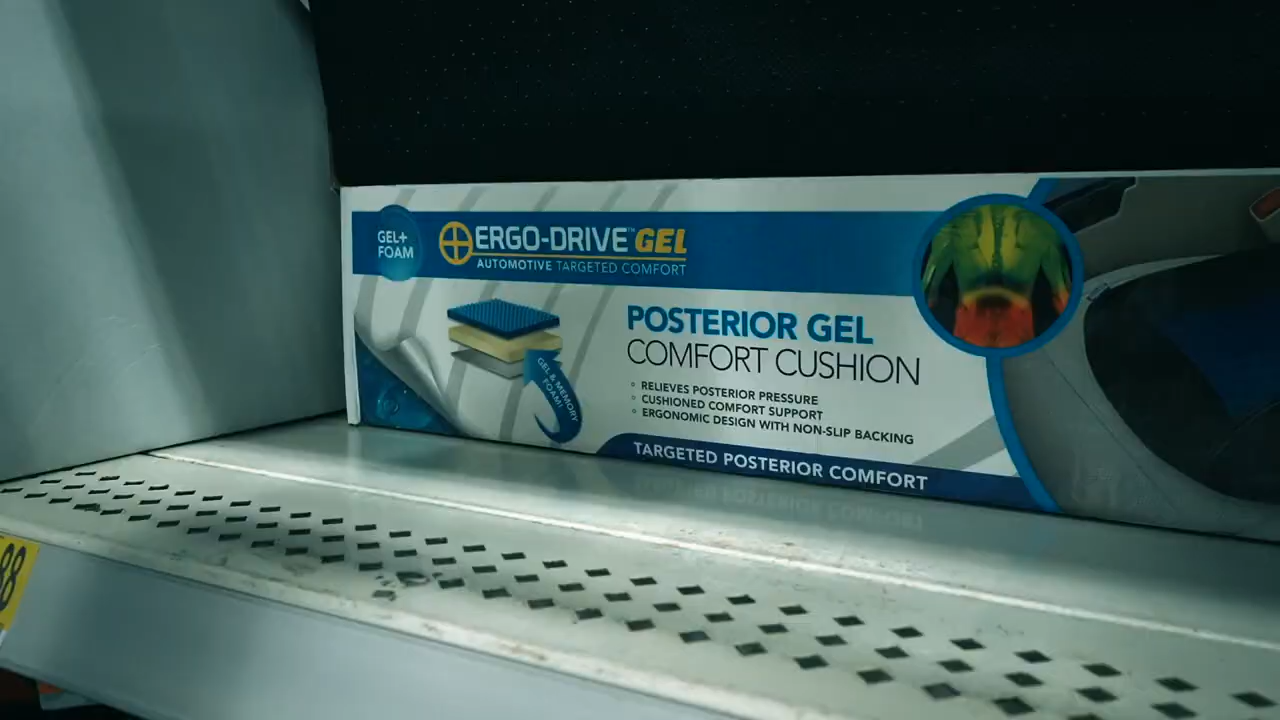 GEL+
FOAM
ERGO-DRIVE™ GEL
AUTOMOTIVE TARGETED COMFORT
GEL & MEMORY
FOAM!
POSTERIOR GEL
COMFORT CUSHION
◦ RELIEVES POSTERIOR PRESSURE
◦ CUSHIONED COMFORT SUPPORT
◦ ERGONOMIC DESIGN WITH NON-SLIP BACKING
TARGETED POSTERIOR COMFORT
88